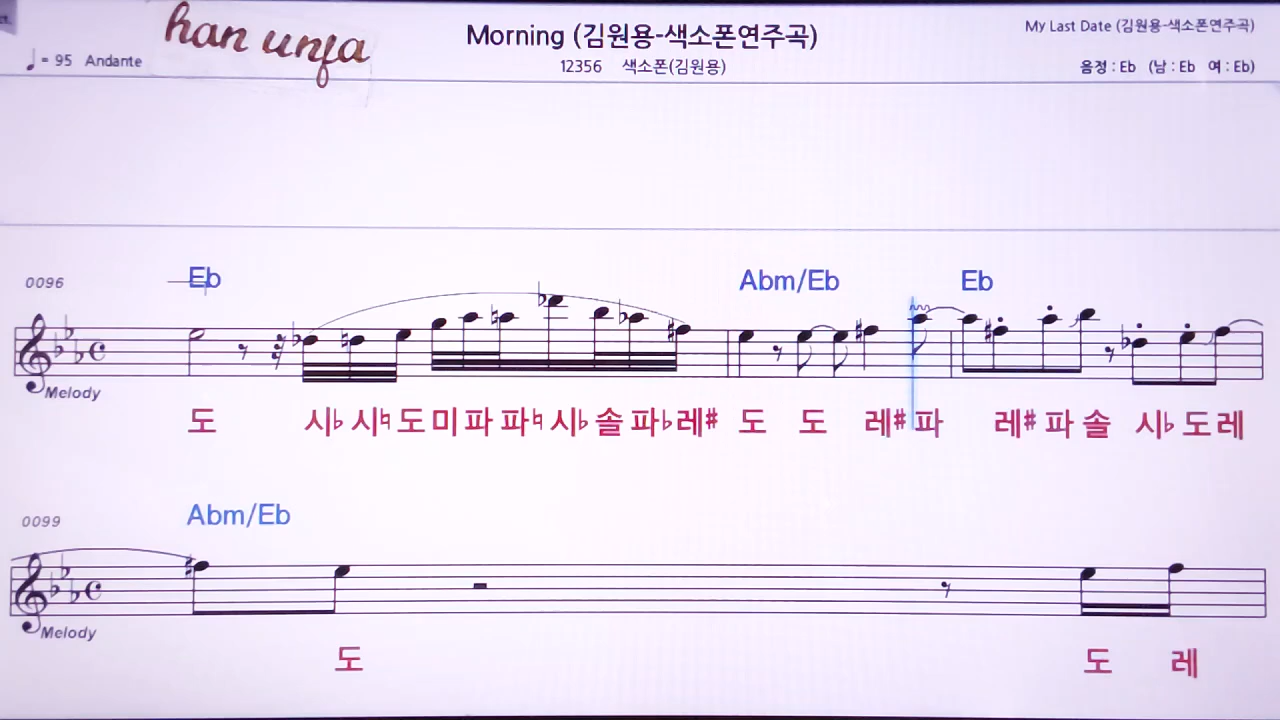 han unja
Morning (김원용-색소폰연주곡)
My Last Date (김원용-색소폰연주곡)
♩= 95 Andante
12356 색소폰(김원용)
음정 : Eb (남 : Eb 여 : Eb)
0096 Eb Abm/Eb Eb
Melody
도 시♭ 시♮ 도 미 파 파♮ 시♭ 솔 파♭ 레# 도 도 레# 파 레# 파 솔 시♭ 도 레
0099 Abm/Eb
Melody
도 도 레